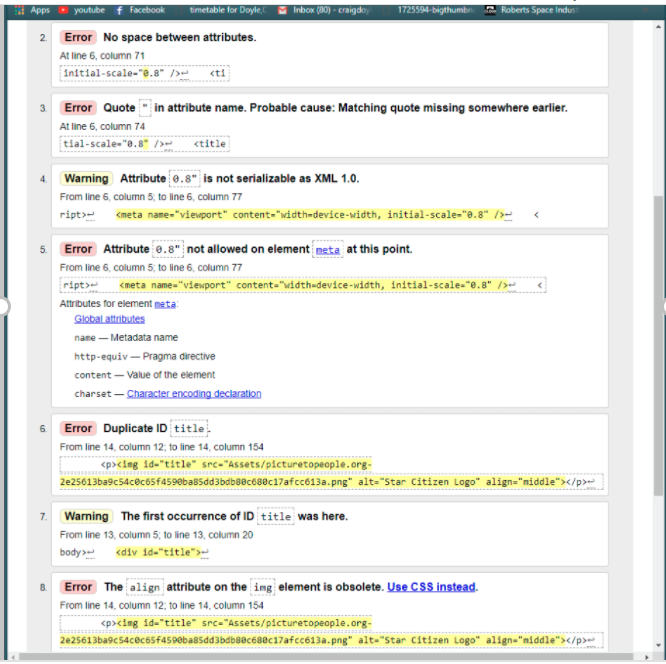 Apps youtube Facebook timetable for Doyle,C Inbox (80) - craigdoy 1725594-bigthumbn Roberts Space Indus
2. Error No space between attributes.
At line 6, column 71
initial-scale="0.8" />↩    <ti
3. Error Quote " in attribute name. Probable cause: Matching quote missing somewhere earlier.
At line 6, column 74
tial-scale="0.8" />↩    <title
4. Warning Attribute 0.8" is not serializable as XML 1.0.
From line 6, column 5; to line 6, column 77
ript>↩    <meta name="viewport" content="width=device-width, initial-scale="0.8" />↩    <
5. Error Attribute 0.8" not allowed on element meta at this point.
From line 6, column 5; to line 6, column 77
ript>↩    <meta name="viewport" content="width=device-width, initial-scale="0.8" />↩    <
Attributes for element meta:
Global attributes
name — Metadata name
http-equiv — Pragma directive
content — Value of the element
charset — Character encoding declaration
6. Error Duplicate ID title.
From line 14, column 12; to line 14, column 154
<p><img id="title" src="Assets/picturetopeople.org-
2e25613ba9c54c0c65f4590ba85dd3bdb80c680c17afcc613a.png" alt="Star Citizen Logo" align="middle"></p>↩
7. Warning The first occurrence of ID title was here.
From line 13, column 5; to line 13, column 20
body>↩    <div id="title">↩
8. Error The align attribute on the img element is obsolete. Use CSS instead.
From line 14, column 12; to line 14, column 154
<p><img id="title" src="Assets/picturetopeople.org-
2e25613ba9c54c0c65f4590ba85dd3bdb80c680c17afcc613a.png" alt="Star Citizen Logo" align="middle"></p>↩